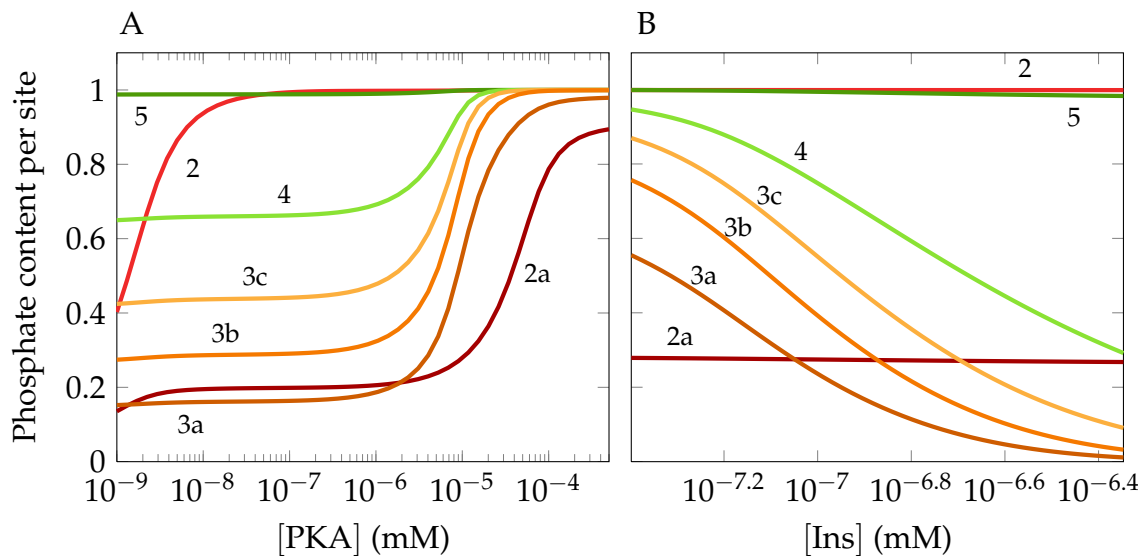 A
B
Phosphate content per site
0
0.2
0.4
0.6
0.8
1
5
2
4
3c
3b
3a
2a
10⁻⁹ 10⁻⁸ 10⁻⁷ 10⁻⁶ 10⁻⁵ 10⁻⁴
[PKA] (mM)
2
5
4
3c
3b
3a
2a
10⁻⁷·² 10⁻⁷ 10⁻⁶·⁸ 10⁻⁶·⁶ 10⁻⁶·⁴
[Ins] (mM)